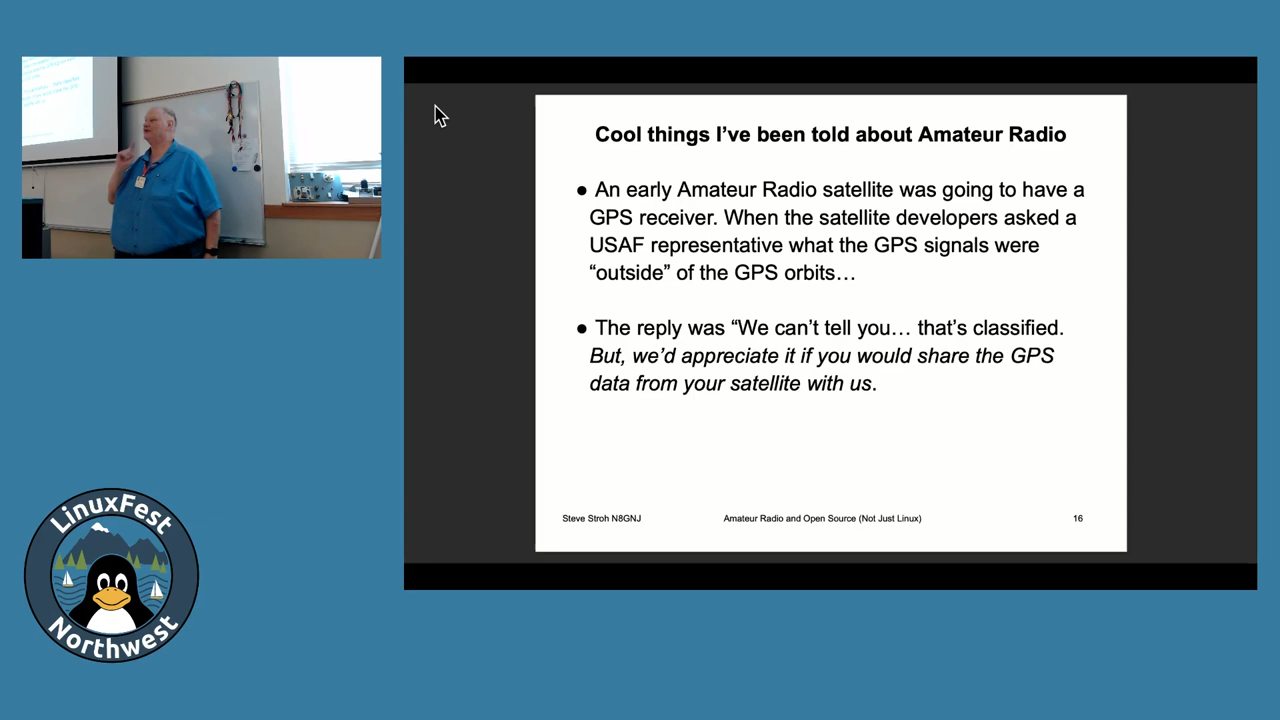 Cool things I've been told about Amateur Radio
● An early Amateur Radio satellite was going to have a
GPS receiver. When the satellite developers asked a
USAF representative what the GPS signals were
“outside” of the GPS orbits…
● The reply was “We can’t tell you… that’s classified.
But, we’d appreciate it if you would share the GPS
data from your satellite with us.
Steve Stroh N8GNJ
Amateur Radio and Open Source (Not Just Linux)
16
LinuxFest
Northwest